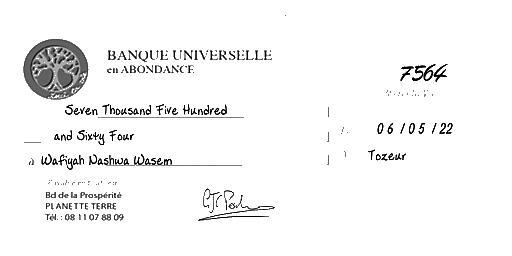 BANQUE UNIVERSELLE
en ABONDANCE
7564
Seven Thousand Five Hundred
and Sixty Four
06/05/22
à Wafiyah Nashwa Wasem
Tozeur
Bd de la Prospérité
PLANETTE TERRE
Tél. : 08 11 07 88 09